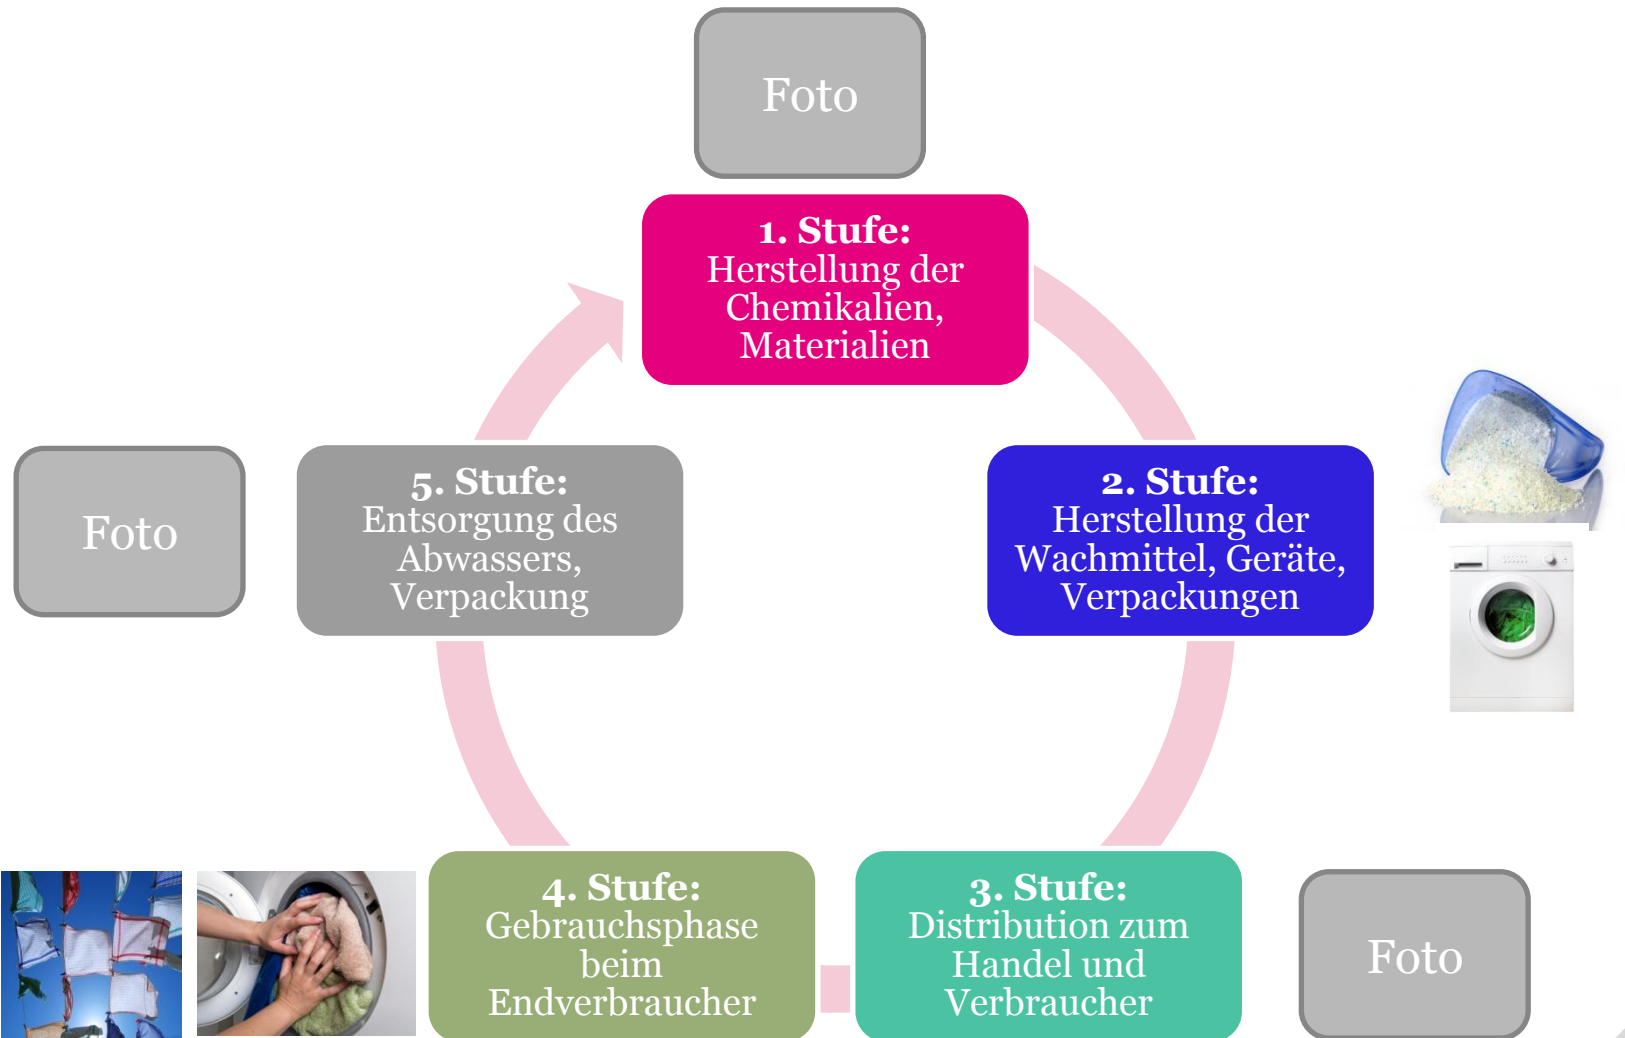 Foto
1. Stufe:
Herstellung der
Chemikalien,
Materialien
2. Stufe:
Herstellung der
Wachmittel, Geräte,
Verpackungen
3. Stufe:
Distribution zum
Handel und
Verbraucher
Foto
4. Stufe:
Gebrauchsphase
beim
Endverbraucher
5. Stufe:
Entsorgung des
Abwassers,
Verpackung
Foto